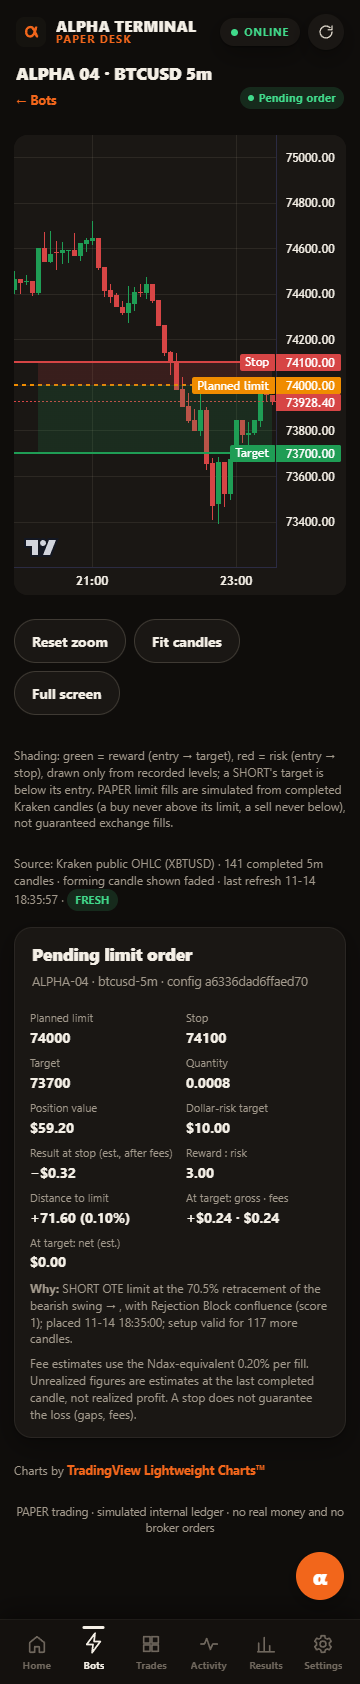 α
ALPHA TERMINAL
PAPER DESK
ONLINE
ALPHA 04 · BTCUSD 5m
← Bots
Pending order
75000.00
74800.00
74600.00
74400.00
74200.00
Stop 74100.00
Planned limit 74000.00
73928.40
73800.00
Target 73700.00
73600.00
73400.00
21:00 23:00
Reset zoom Fit candles
Full screen
Shading: green = reward (entry → target), red = risk (entry →
stop), drawn only from recorded levels; a SHORT's target is
below its entry. PAPER limit fills are simulated from completed
Kraken candles (a buy never above its limit, a sell never below),
not guaranteed exchange fills.
Source: Kraken public OHLC (XBTUSD) · 141 completed 5m
candles · forming candle shown faded · last refresh 11-14
18:35:57 · FRESH
Pending limit order
ALPHA-04 · btcusd-5m · config a6336dad6ffaed70
Planned limit Stop
74000 74100
Target Quantity
73700 0.0008
Position value Dollar-risk target
$59.20 $10.00
Result at stop (est., after fees) Reward : risk
−$0.32 3.00
Distance to limit At target: gross · fees
+71.60 (0.10%) +$0.24 · $0.24
At target: net (est.)
$0.00
Why: SHORT OTE limit at the 70.5% retracement of the
bearish swing → , with Rejection Block confluence (score
1); placed 11-14 18:35:00; setup valid for 117 more
candles.
Fee estimates use the Ndax-equivalent 0.20% per fill.
Unrealized figures are estimates at the last completed
candle, not realized profit. A stop does not guarantee
the loss (gaps, fees).
Charts by TradingView Lightweight Charts™
PAPER trading · simulated internal ledger · no real money and no
broker orders
α
Home Bots Trades Activity Results Settings